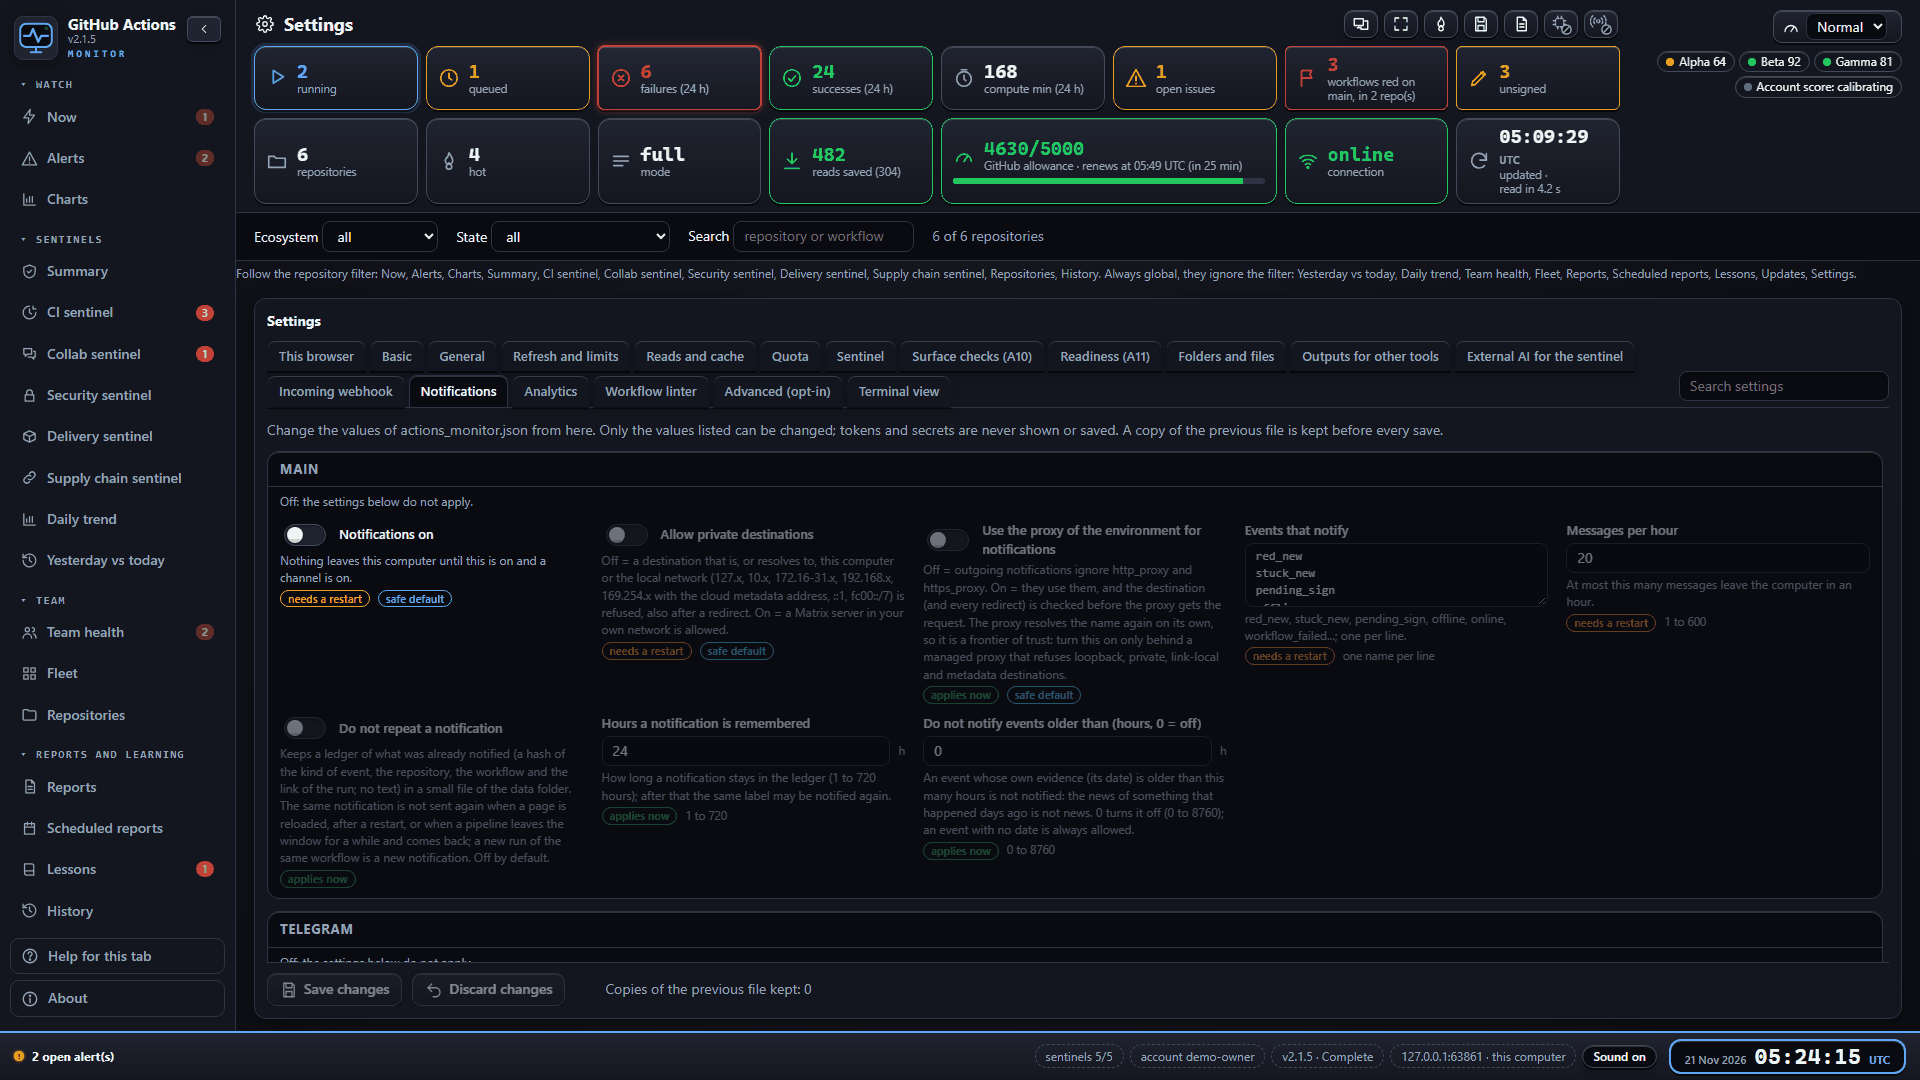 GitHub Actions
v2.1.5
MONITOR
WATCH
Now 1
Alerts 2
Charts
SENTINELS
Summary
CI sentinel 3
Collab sentinel 1
Security sentinel
Delivery sentinel
Supply chain sentinel
Daily trend
Yesterday vs today
TEAM
Team health 2
Fleet
Repositories
REPORTS AND LEARNING
Reports
Scheduled reports
Lessons 1
History
Help for this tab
About
Settings
Normal
2
running
1
queued
6
failures (24 h)
24
successes (24 h)
168
compute min (24 h)
1
open issues
3
workflows red on
main, in 2 repo(s)
3
unsigned
Alpha 64
Beta 92
Gamma 81
Account score: calibrating
6
repositories
4
hot
full
mode
482
reads saved (304)
4630/5000
GitHub allowance · renews at 05:49 UTC (in 25 min)
online
connection
05:09:29
UTC
updated ·
read in 4.2 s
Ecosystem all State all Search repository or workflow 6 of 6 repositories
Follow the repository filter: Now, Alerts, Charts, Summary, CI sentinel, Collab sentinel, Security sentinel, Delivery sentinel, Supply chain sentinel, Repositories, History. Always global, they ignore the filter: Yesterday vs today, Daily trend, Team health, Fleet, Reports, Scheduled reports, Lessons, Updates, Settings.
Settings
This browser Basic General Refresh and limits Reads and cache Quota Sentinel Surface checks (A10) Readiness (A11) Folders and files Outputs for other tools External AI for the sentinel
Incoming webhook Notifications Analytics Workflow linter Advanced (opt-in) Terminal view
Search settings
Change the values of actions_monitor.json from here. Only the values listed can be changed; tokens and secrets are never shown or saved. A copy of the previous file is kept before every save.
MAIN
Off: the settings below do not apply.
Notifications on
Nothing leaves this computer until this is on and a
channel is on.
needs a restart safe default
Allow private destinations
Off = a destination that is, or resolves to, this computer
or the local network (127.x, 10.x, 172.16-31.x, 192.168.x,
169.254.x with the cloud metadata address, ::1, fc00::/7) is
refused, also after a redirect. On = a Matrix server in your
own network is allowed.
needs a restart safe default
Use the proxy of the environment for
notifications
Off = outgoing notifications ignore http_proxy and
https_proxy. On = they use them, and the destination
(and every redirect) is checked before the proxy gets the
request. The proxy resolves the name again on its own,
so it is a frontier of trust: turn this on only behind a
managed proxy that refuses loopback, private, link-local
and metadata destinations.
applies now safe default
Events that notify
red_new
stuck_new
pending_sign
red_new, stuck_new, pending_sign, offline, online,
workflow_failed...; one per line.
needs a restart one name per line
Messages per hour
20
At most this many messages leave the computer in an
hour.
needs a restart 1 to 600
Do not repeat a notification
Keeps a ledger of what was already notified (a hash of
the kind of event, the repository, the workflow and the
link of the run; no text) in a small file of the data folder.
The same notification is not sent again when a page is
reloaded, after a restart, or when a pipeline leaves the
window for a while and comes back; a new run of the
same workflow is a new notification. Off by default.
applies now
Hours a notification is remembered
24 h
How long a notification stays in the ledger (1 to 720
hours); after that the same label may be notified again.
applies now 1 to 720
Do not notify events older than (hours, 0 = off)
0 h
An event whose own evidence (its date) is older than this
many hours is not notified: the news of something that
happened days ago is not news. 0 turns it off (0 to 8760);
an event with no date is always allowed.
applies now 0 to 8760
TELEGRAM
Off: the settings below do not apply.
Save changes Discard changes Copies of the previous file kept: 0
2 open alert(s)
sentinels 5/5 account demo-owner v2.1.5 · Complete 127.0.0.1:63861 · this computer Sound on 21 Nov 2026 05:24:15 UTC